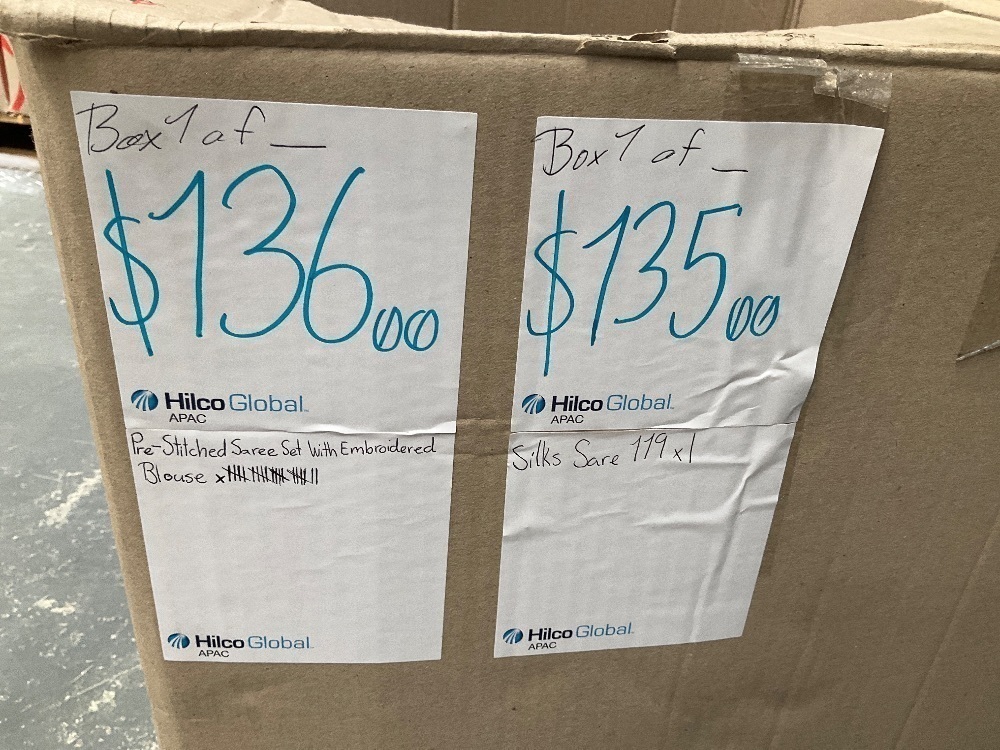 Box 1 of _
$136.00
Hilco Global
APAC
Pre-Stitched Saree Set With Embroidered
Blouse x
Hilco Global
APAC
Box 1 of _
$135.00
Hilco Global
APAC
Silks Sare 119 x1
Hilco Global
APAC